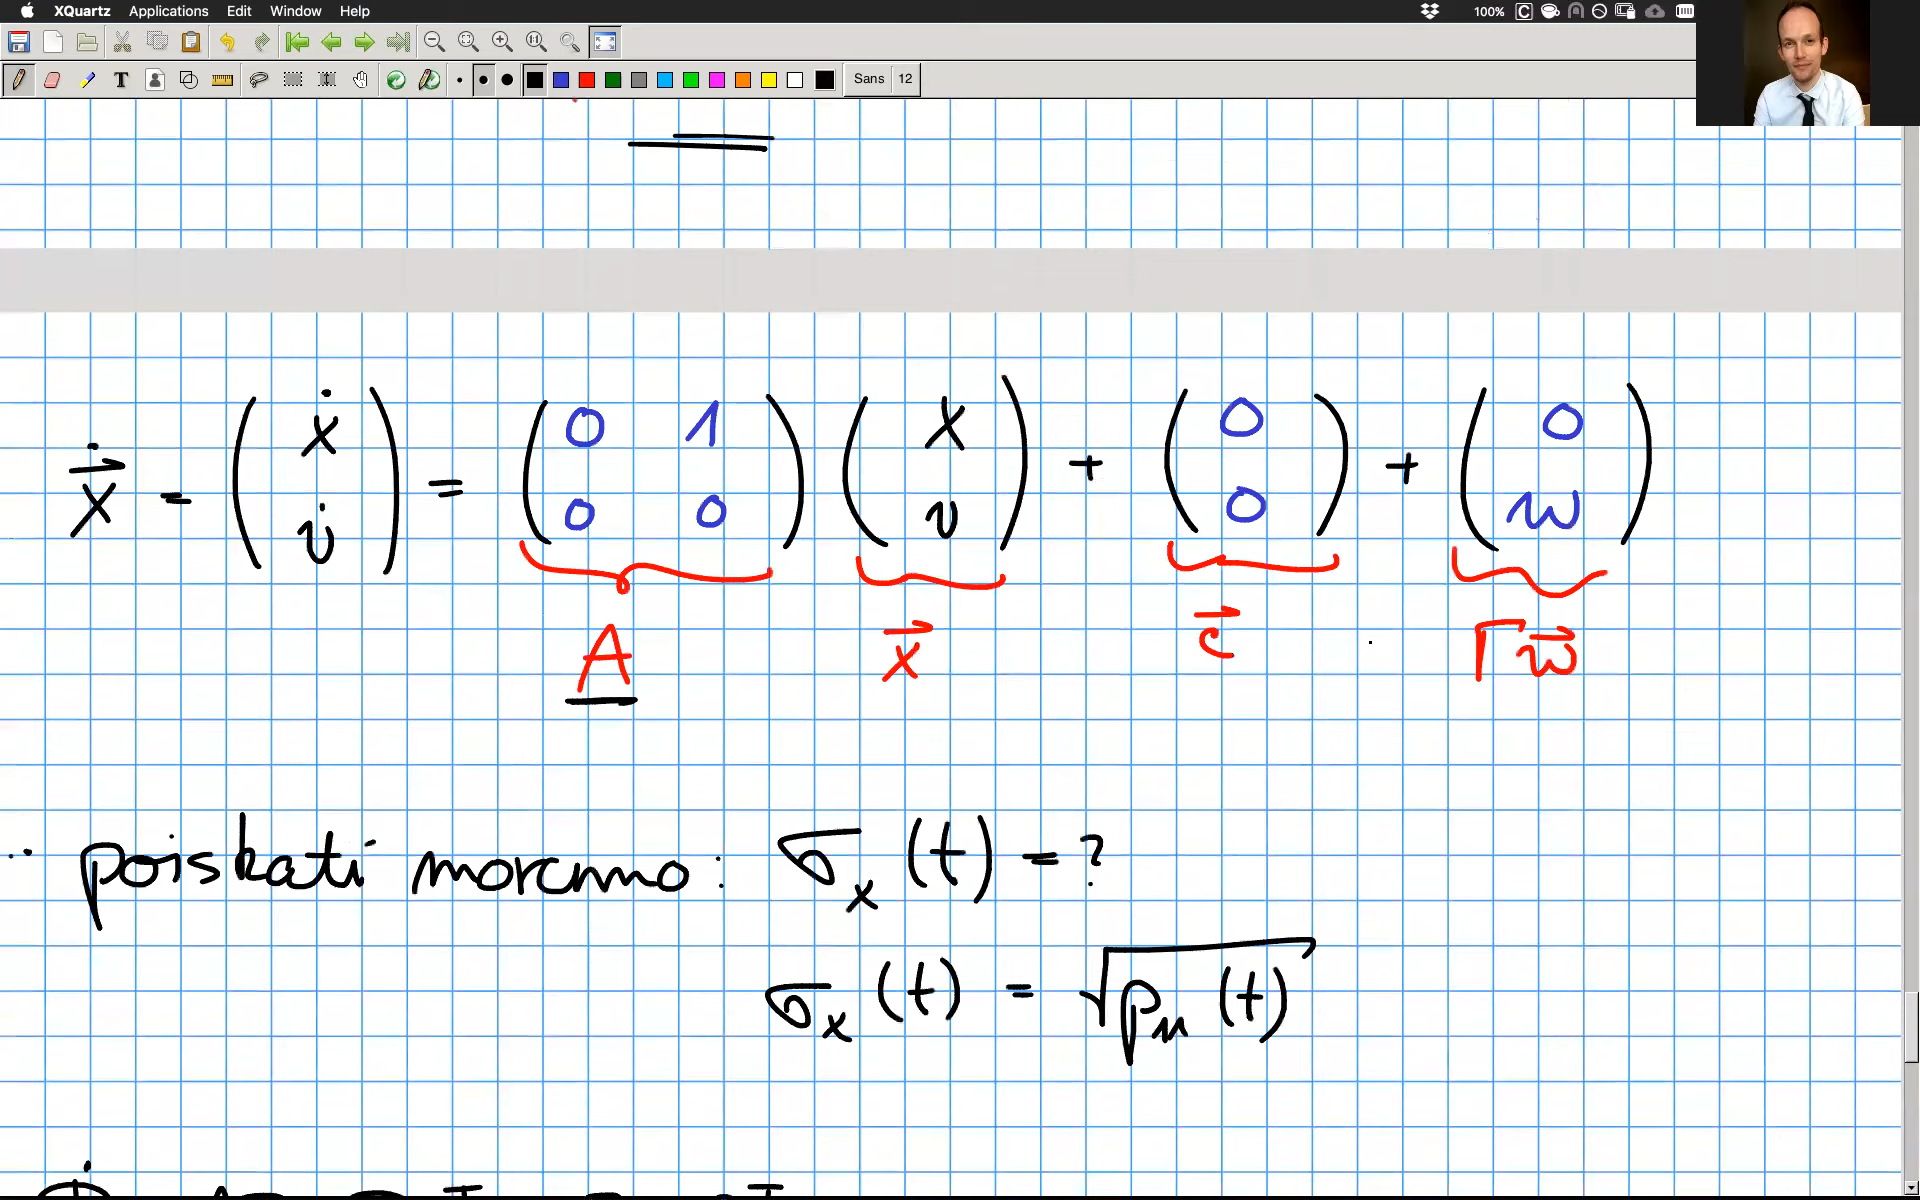 XQuartz Applications Edit Window Help 100%
Sans 12
ẋ⃗ = ( ẋ ) = ( 0 1 ) ( x ) + ( 0 ) + ( 0 )
( v̇ ) ( 0 0 ) ( v ) ( 0 ) ( w )
A x⃗ c⃗ Γw⃗
poiskati moramo: σₓ(t) = ?
σₓ(t) = √p₁₁(t)